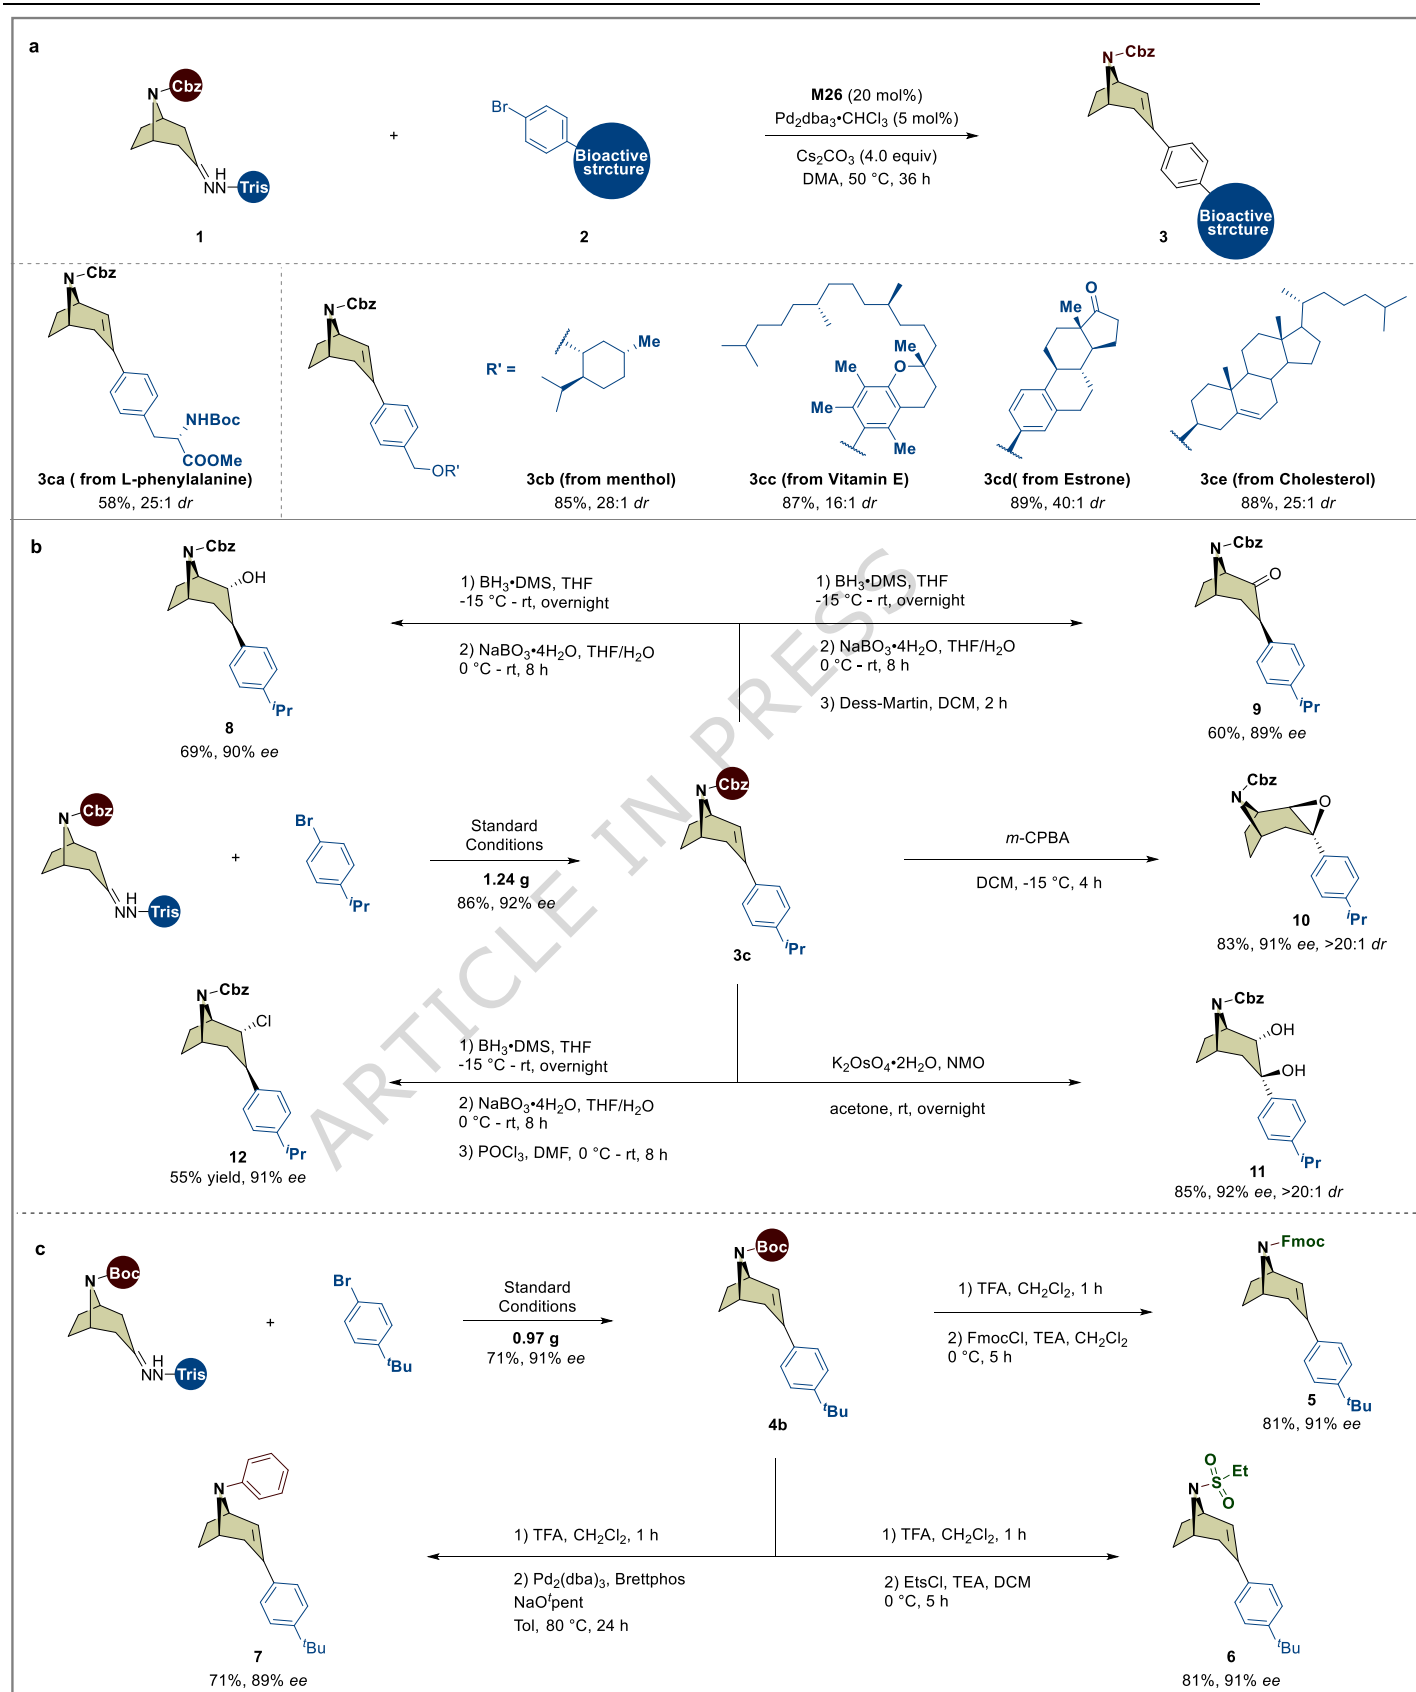 a
N
Cbz
H
NN
Tris
1
+
Br
Bioactive
strcture
2
M26 (20 mol%)
Pd₂dba₃•CHCl₃ (5 mol%)
Cs₂CO₃ (4.0 equiv)
DMA, 50 °C, 36 h
N
Cbz
Bioactive
strcture
3
N
Cbz
NHBoc
COOMe
3ca ( from L-phenylalanine)
58%, 25:1 dr
N
Cbz
OR'
R' =
Me
3cb (from menthol)
85%, 28:1 dr
Me
O
Me
Me
Me
3cc (from Vitamin E)
87%, 16:1 dr
O
Me
3cd( from Estrone)
89%, 40:1 dr
3ce (from Cholesterol)
88%, 25:1 dr
b
N
Cbz
OH
ⁱPr
8
69%, 90% ee
1) BH₃•DMS, THF
-15 °C - rt, overnight
2) NaBO₃•4H₂O, THF/H₂O
0 °C - rt, 8 h
1) BH₃•DMS, THF
-15 °C - rt, overnight
2) NaBO₃•4H₂O, THF/H₂O
0 °C - rt, 8 h
3) Dess-Martin, DCM, 2 h
N
Cbz
O
ⁱPr
9
60%, 89% ee
N
Cbz
H
NN
Tris
+
Br
ⁱPr
Standard
Conditions
1.24 g
86%, 92% ee
N
Cbz
ⁱPr
3c
m-CPBA
DCM, -15 °C, 4 h
Cbz
N
O
ⁱPr
10
83%, 91% ee, >20:1 dr
N
Cbz
Cl
ⁱPr
12
55% yield, 91% ee
1) BH₃•DMS, THF
-15 °C - rt, overnight
2) NaBO₃•4H₂O, THF/H₂O
0 °C - rt, 8 h
3) POCl₃, DMF, 0 °C - rt, 8 h
K₂OsO₄•2H₂O, NMO
acetone, rt, overnight
N
Cbz
OH
OH
ⁱPr
11
85%, 92% ee, >20:1 dr
ARTICLE IN PRESS
c
N
Boc
H
NN
Tris
+
Br
ᵗBu
Standard
Conditions
0.97 g
71%, 91% ee
N
Boc
ᵗBu
4b
1) TFA, CH₂Cl₂, 1 h
2) FmocCl, TEA, CH₂Cl₂
0 °C, 5 h
N
Fmoc
ᵗBu
5
81%, 91% ee
N
ᵗBu
7
71%, 89% ee
1) TFA, CH₂Cl₂, 1 h
2) Pd₂(dba)₃, Brettphos
NaOᵗpent
Tol, 80 °C, 24 h
1) TFA, CH₂Cl₂, 1 h
2) EtsCl, TEA, DCM
0 °C, 5 h
O
N
S
Et
O
ᵗBu
6
81%, 91% ee